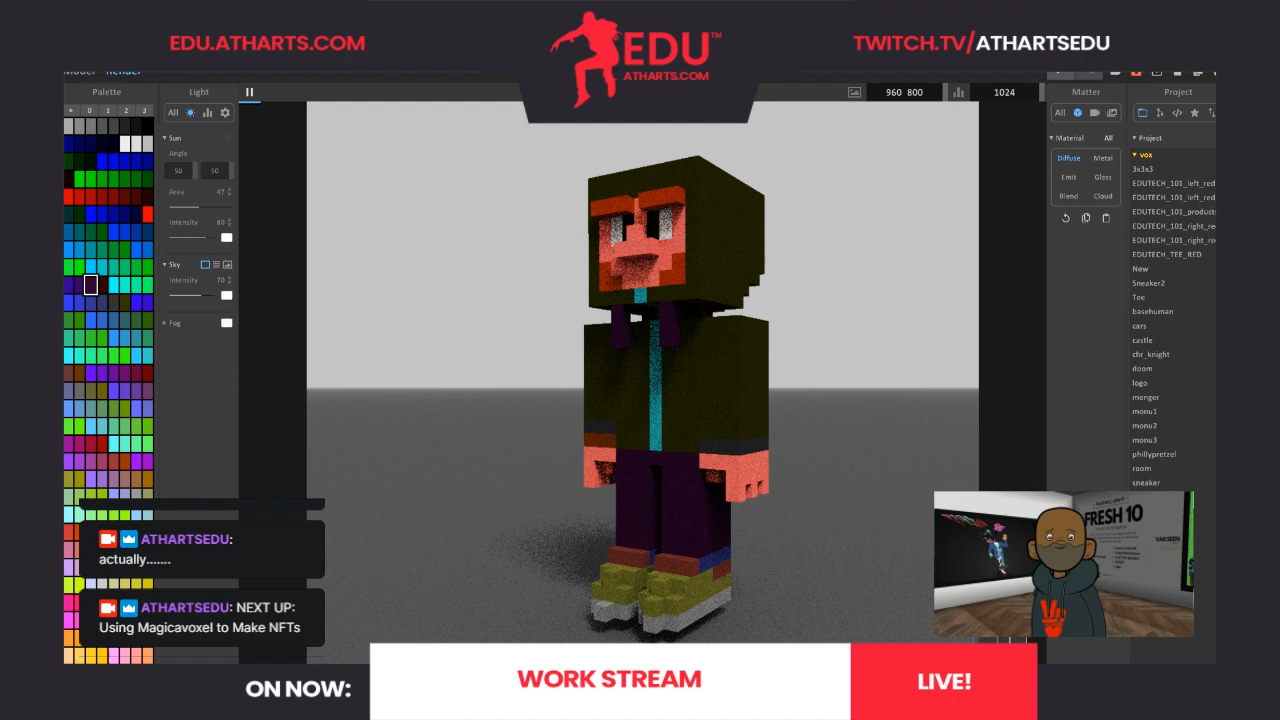 EDU.ATHARTS.COM
EDU™
ATHARTS.COM
TWITCH.TV/ATHARTSEDU
Model Render
Palette
Light
960 800
1024
Matter
Project
0 1 2 3
All
Sun
Angle
50 50
Area 47
Intensity 80
Sky
Intensity 70
Fog
All
Material All
Diffuse Metal
Emit Glass
Blend Cloud
Project
vox
3x3x3
EDUTECH_101_left_red
EDUTECH_101_left_red
EDUTECH_101_products
EDUTECH_101_right_re
EDUTECH_101_right_re
EDUTECH_TEE_RED
New
Sneaker2
Tee
basehuman
cars
castle
chr_knight
doom
logo
menger
monu1
monu2
monu3
phillypretzel
room
sneaker
FRESH 10
ATHARTSEDU:
actually.......
ATHARTSEDU: NEXT UP:
Using Magicavoxel to Make NFTs
ON NOW:
WORK STREAM
LIVE!